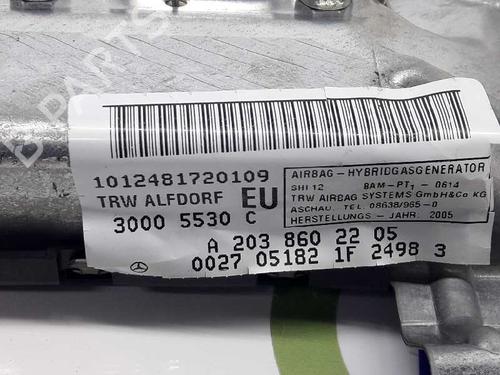 B-PARTS
1012481720109
TRW ALFDORF EU
3000 5530 C
AIRBAG-HYBRIDGASGENERATOR
SHI 12 BAM-PT1-0614
TRW AIRBAG SYSTEMS GmbH&Co KG
ASCHAU. TEL. 08638/965-0
HERSTELLUNGS-JAHR. 2005
A 203 860 22 05
0027 05182 1F 2498 3